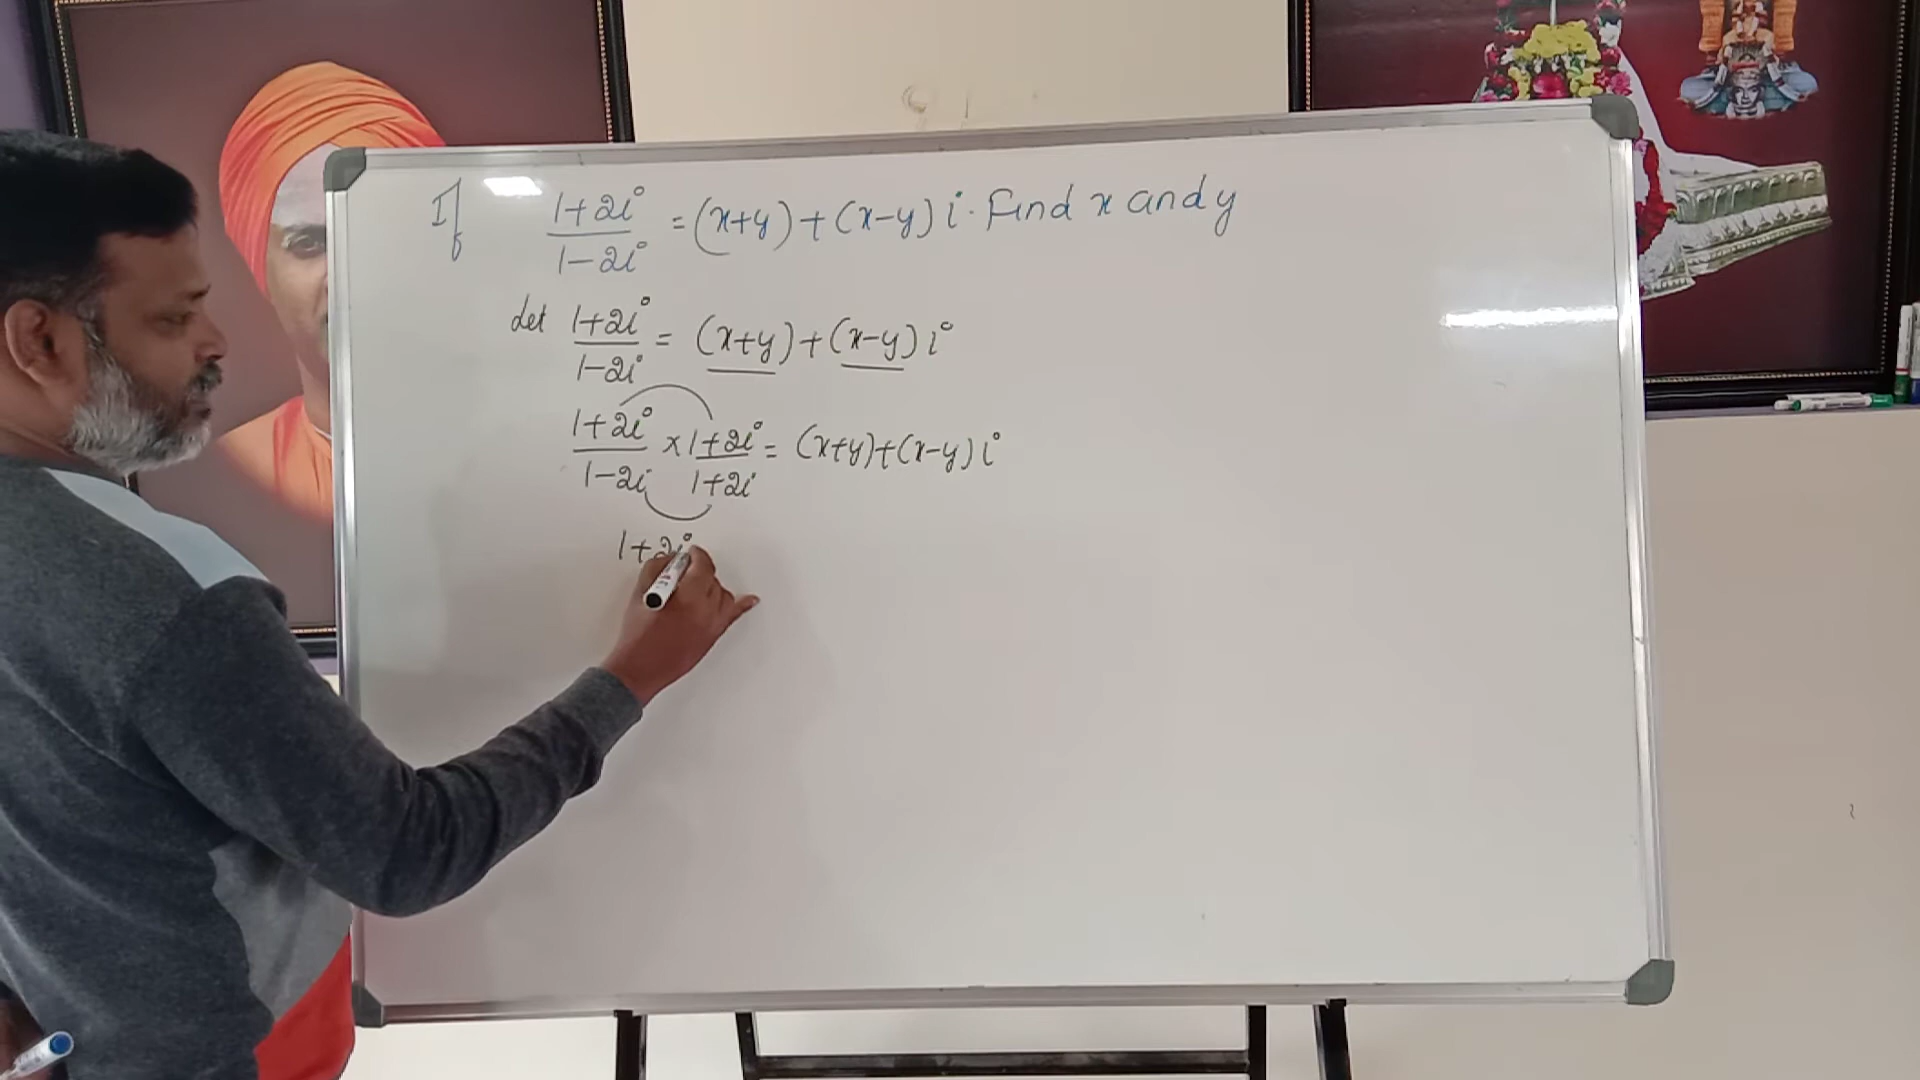 If (1+2i)/(1-2i) = (x+y)+(x-y)i. Find x and y
Let (1+2i)/(1-2i) = (x+y)+(x-y)i
(1+2i)/(1-2i) × (1+2i)/(1+2i) = (x+y)+(x-y)i
1+2i